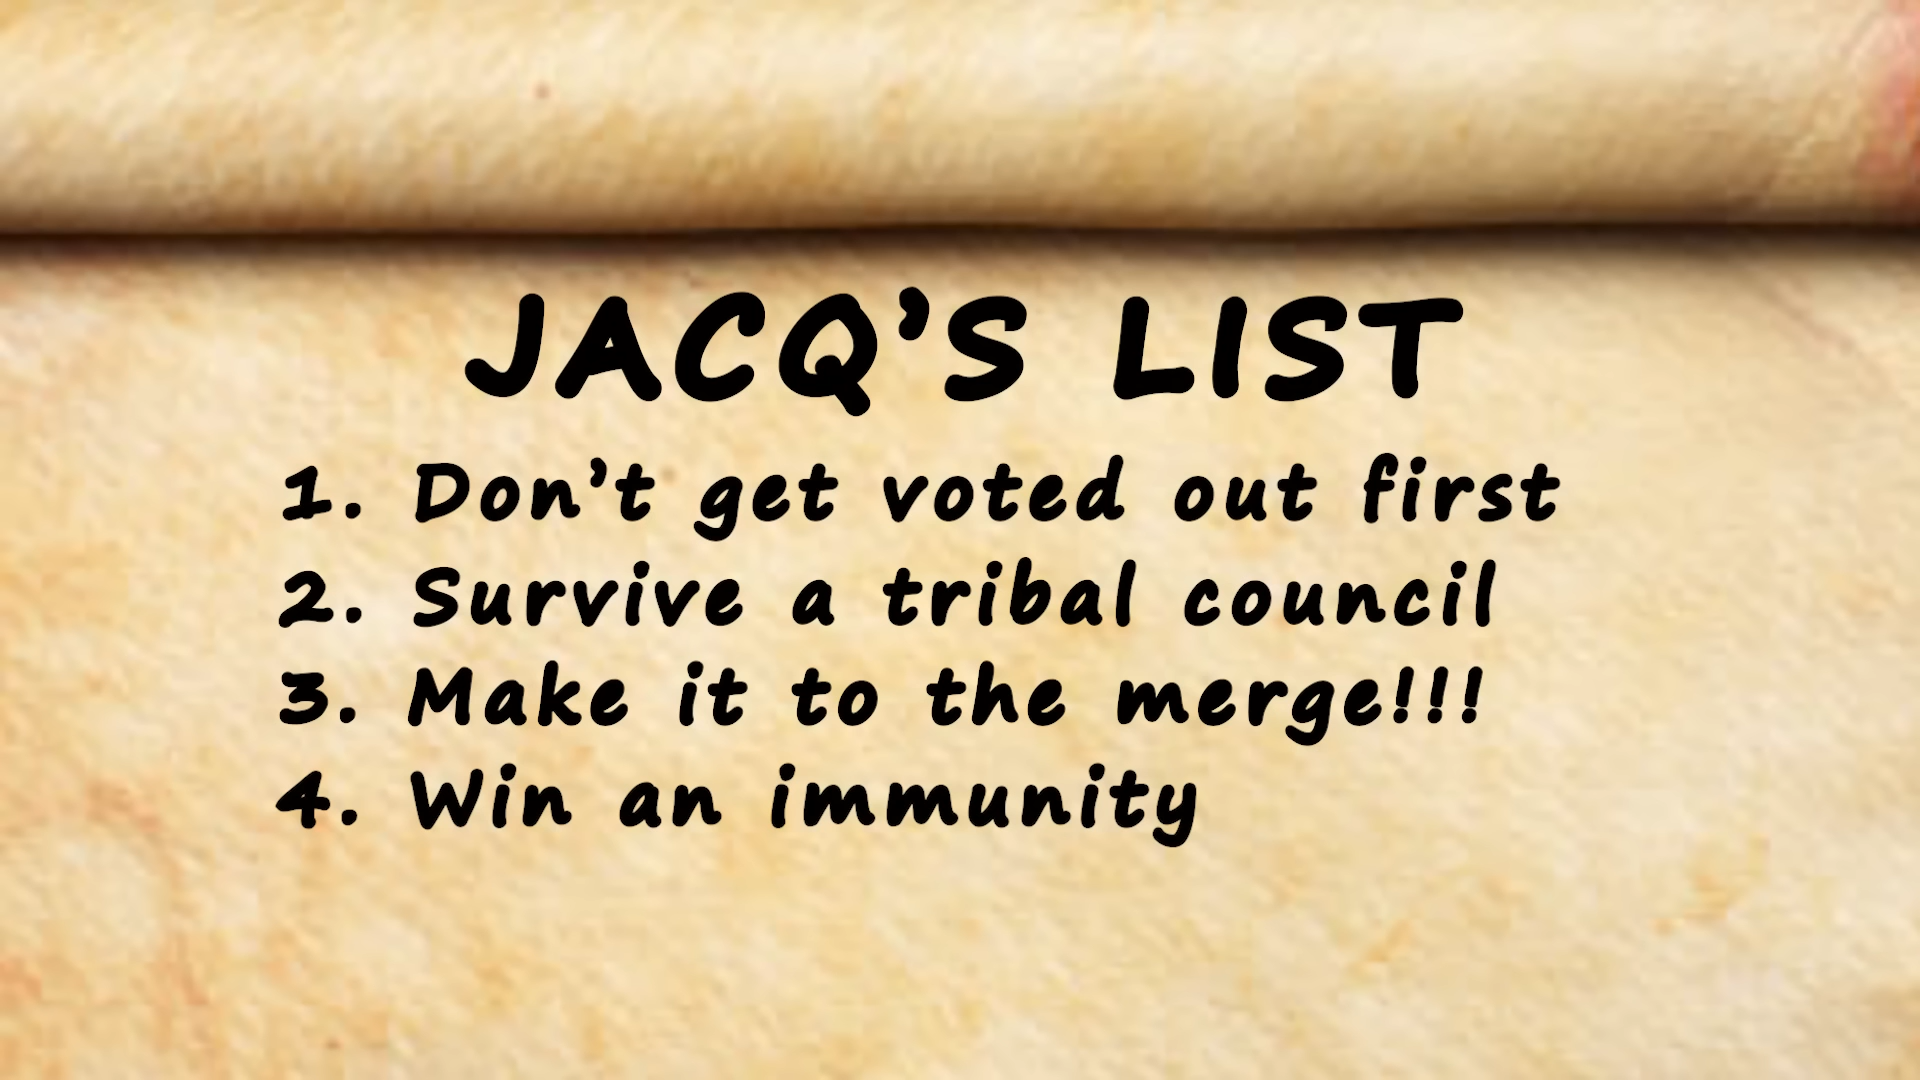 JACQ’S LIST
1. Don’t get voted out first
2. Survive a tribal council
3. Make it to the merge!!!
4. Win an immunity